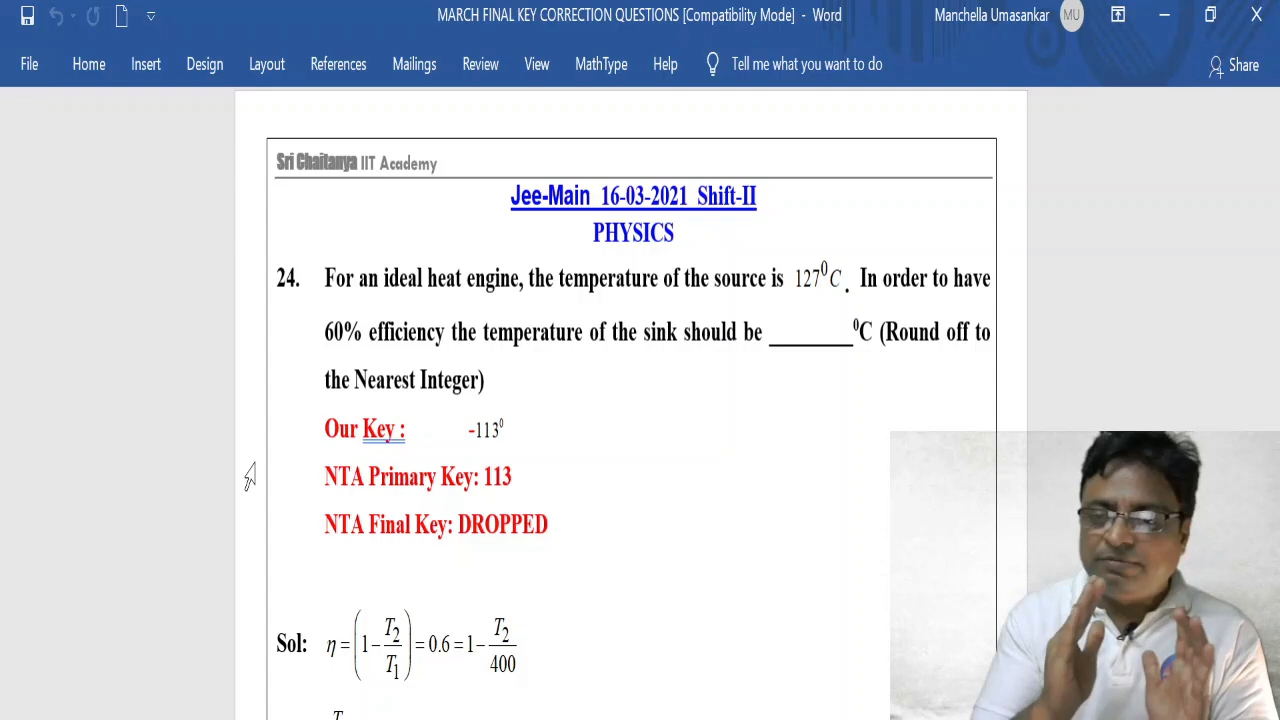 MARCH FINAL KEY CORRECTION QUESTIONS [Compatibility Mode] - Word
Manchella Umasankar
MU
File Home Insert Design Layout References Mailings Review View MathType Help Tell me what you want to do Share
Sri Chaitanya IIT Academy
Jee-Main 16-03-2021 Shift-II
PHYSICS
24. For an ideal heat engine, the temperature of the source is 127⁰C. In order to have
60% efficiency the temperature of the sink should be ________⁰C (Round off to
the Nearest Integer)
Our Key : -113⁰
NTA Primary Key: 113
NTA Final Key: DROPPED
Sol: η = (1 − T₂/T₁) = 0.6 = 1 − T₂/400